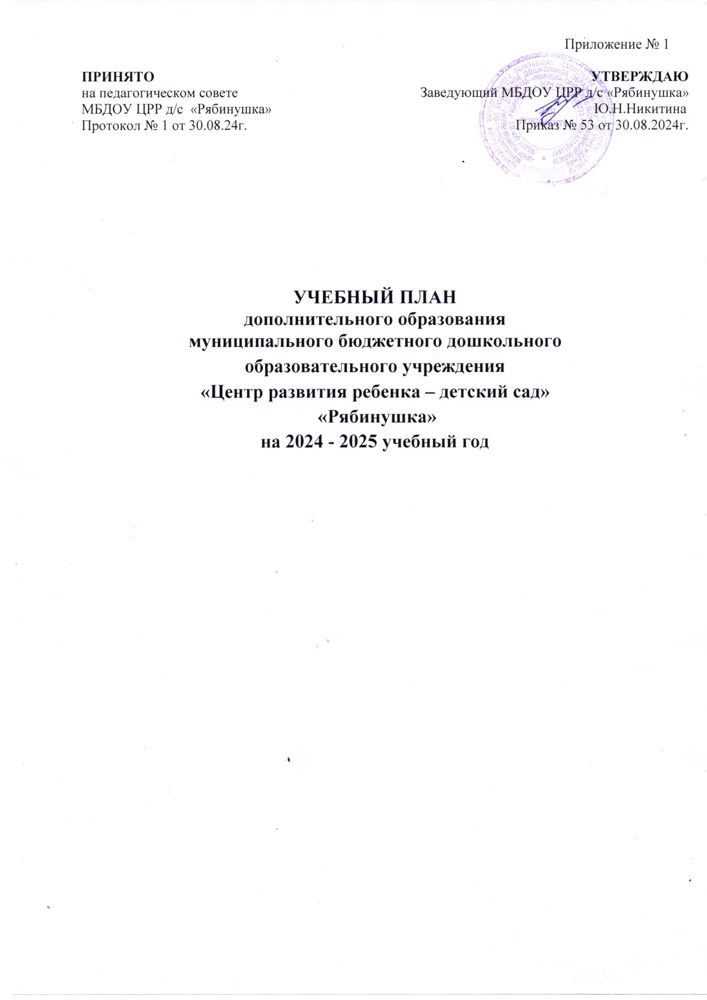 Приложение № 1
ПРИНЯТО
УТВЕРЖДАЮ
на педагогическом совете
Заведующий МБДОУ ЦРР д/с «Рябинушка»
МБДОУ ЦРР д/с «Рябинушка»
Ю.Н.Никитина
Протокол № 1 от 30.08.24г.
Приказ № 53 от 30.08.2024г.
ДЛЯ
УЧЕБНЫЙ ПЛАН
дополнительного образования
муниципального бюджетного дошкольного
образовательного учреждения
«Центр развития ребенка – детский сад»
«Рябинушка»
на 2024 - 2025 учебный год